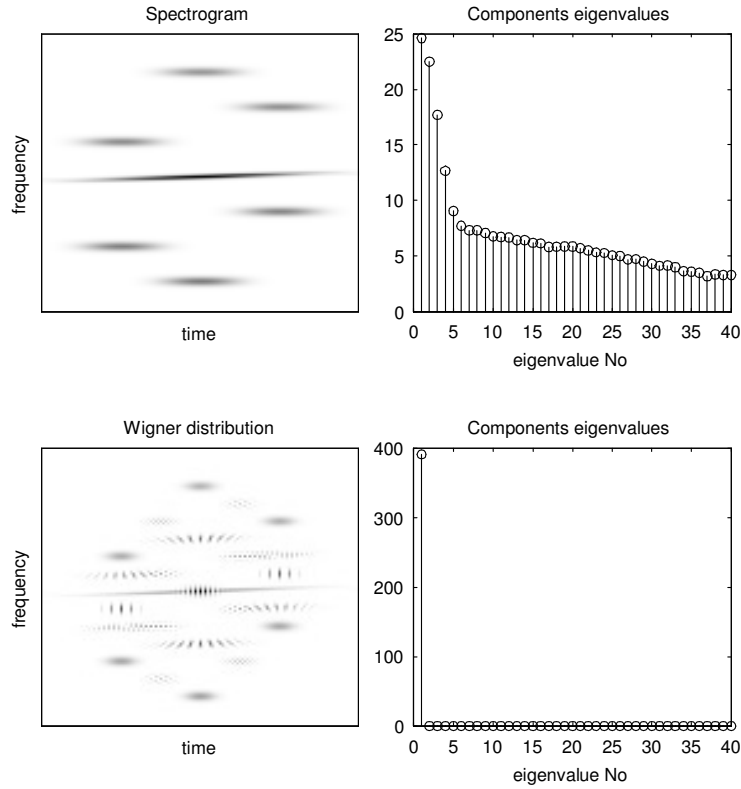 Spectrogram
frequency
time
Components eigenvalues
25
20
15
10
5
0
0 5 10 15 20 25 30 35 40
eigenvalue No
Wigner distribution
frequency
time
Components eigenvalues
400
300
200
100
0
0 5 10 15 20 25 30 35 40
eigenvalue No